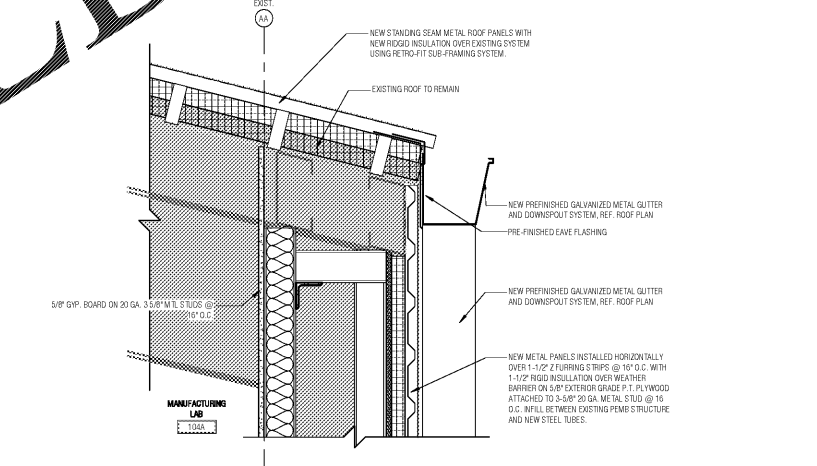 EXIST.
AA
NEW STANDING SEAM METAL ROOF PANELS WITH
NEW RIDGID INSULATION OVER EXISTING SYSTEM
USING RETRO-FIT SUB-FRAMING SYSTEM.
EXISTING ROOF TO REMAIN
NEW PREFINISHED GALVANIZED METAL GUTTER
AND DOWNSPOUT SYSTEM, REF. ROOF PLAN
PRE-FINISHED EAVE FLASHING
NEW PREFINISHED GALVANIZED METAL GUTTER
AND DOWNSPOUT SYSTEM, REF. ROOF PLAN
5/8" GYP. BOARD ON 20 GA. 3 5/8" MTL STUDS @
16" O.C.
NEW METAL PANELS INSTALLED HORIZONTALLY
OVER 1-1/2" Z FURRING STRIPS @ 16" O.C. WITH
1-1/2" RIGID INSULLATION OVER WEATHER
BARRIER ON 5/8" EXTERIOR GRADE P.T. PLYWOOD
ATTACHED TO 3-5/8" 20 GA. METAL STUD @ 16
O.C. INFILL BETWEEN EXISTING PEMB STRUCTURE
AND NEW STEEL TUBES.
MANUFACTURING
LAB
104A